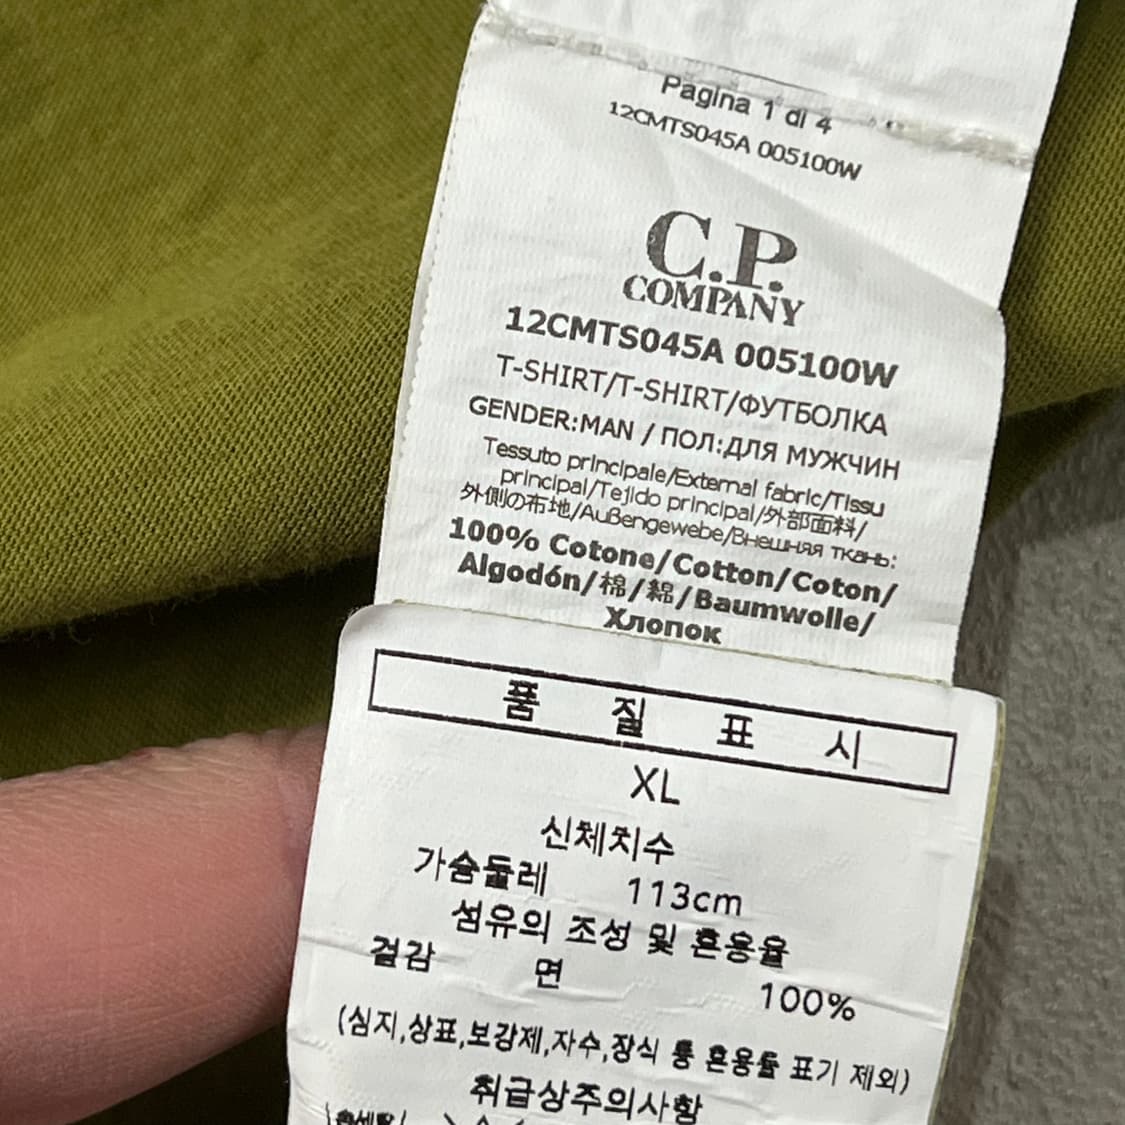 Pagina 1 di 4
12CMTS045A 005100W
C.P.
COMPANY
12CMTS045A 005100W
T-SHIRT/T-SHIRT/ФУТБОЛКА
GENDER:MAN / ПОЛ:ДЛЯ МУЖЧИН
Tessuto principale/External fabric/Tissu
principal/Tejido principal/外部面料/
外側の布地/Außengewebe/Внешняя ткань:
100% Cotone/Cotton/Coton/
Algodón/棉/綿/Baumwolle/
Хлопок
품 질 표 시
XL
신체치수
가슴둘레 113cm
섬유의 조성 및 혼용율
겉감 면 100%
(심지,상표,보강제,자수,장식 등 혼용율 표기 제외)
취급상주의사항